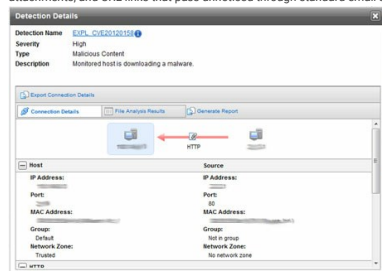 attachments, and URL links that pass unnoticed through standard email
Detection Details
Detection Name EXPL_CVE20120158
Severity High
Type Malicious Content
Description Monitored host is downloading a malware.
Export Connection Details
Connection Details File Analysis Results Generate Report
HTTP
Host Source
IP Address: IP Address:
Port: Port:
80
MAC Address: MAC Address:
Group: Group:
Default Not in group
Network Zone: Network Zone:
Trusted No network zone
HTTP